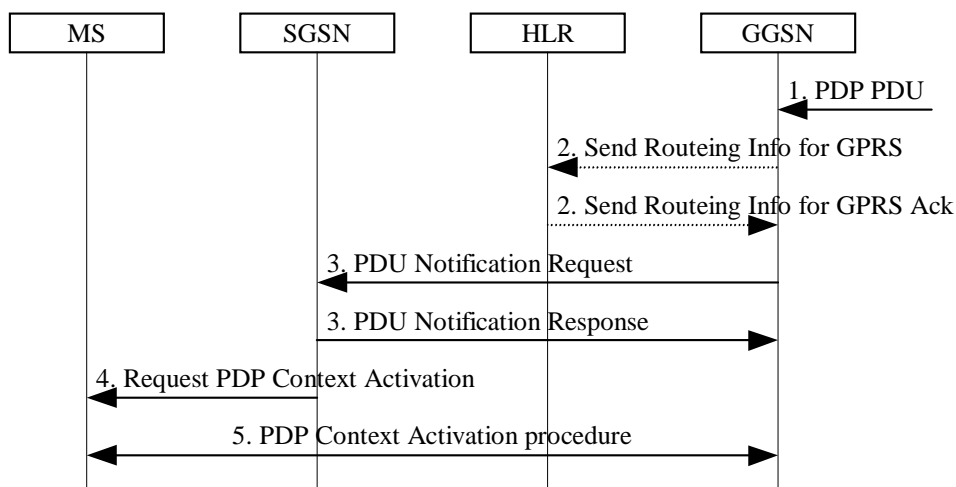 MS
SGSN
HLR
GGSN
1. PDP PDU
2. Send Routeing Info for GPRS
2. Send Routeing Info for GPRS Ack
3. PDU Notification Request
3. PDU Notification Response
4. Request PDP Context Activation
5. PDP Context Activation procedure